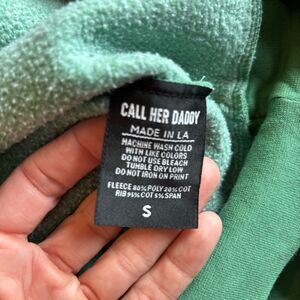 CALL HER DADDY
MADE IN LA
MACHINE WASH COLD
WITH LIKE COLORS
DO NOT USE BLEACH
TUMBLE DRY LOW
DO NOT IRON ON PRINT
FLEECE 80% POLY 20% COT
RIB 95% COT 5% SPAN
S